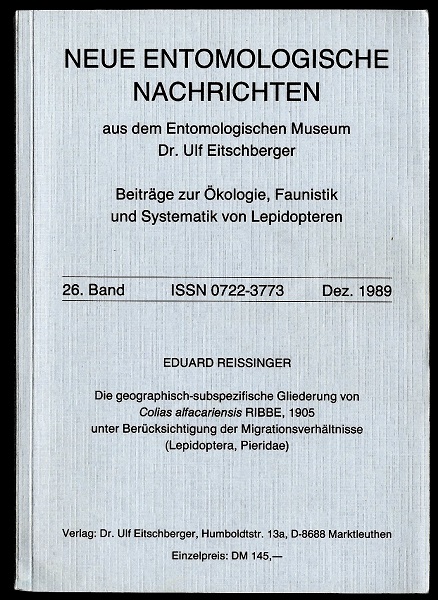 NEUE ENTOMOLOGISCHE
NACHRICHTEN
aus dem Entomologischen Museum
Dr. Ulf Eitschberger
Beiträge zur Ökologie, Faunistik
und Systematik von Lepidopteren
26. Band ISSN 0722-3773 Dez. 1989
EDUARD REISSINGER
Die geographisch-subspezifische Gliederung von
Colias alfacariensis RIBBE, 1905
unter Berücksichtigung der Migrationsverhältnisse
(Lepidoptera, Pieridae)
Verlag: Dr. Ulf Eitschberger, Humboldtstr. 13a, D-8688 Marktleuthen
Einzelpreis: DM 145,—